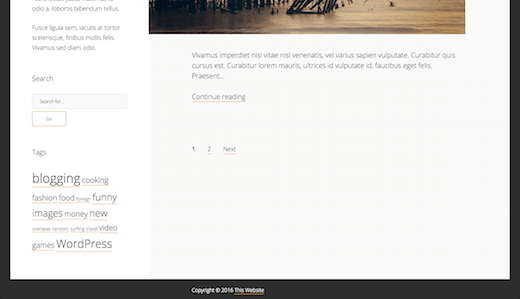 odio a, lobortis bibendum tellus.
Fusce ligula sem, iaculis at tortor
scelerisque, finibus mollis felis.
Vivamus sed diam odio.
Search
Search for...
Go
Tags
blogging cooking
fashion food foreign funny
images money new
overseas random surfing travel video
games WordPress
Vivamus imperdiet nisi vitae nisl venenatis, vel varius sapien vulputate. Curabitur quis
cursus est. Curabitur lorem mauris, ultrices id vulputate id, faucibus eget felis.
Praesent...
Continue reading
1 2 Next
Copyright © 2016 This Website